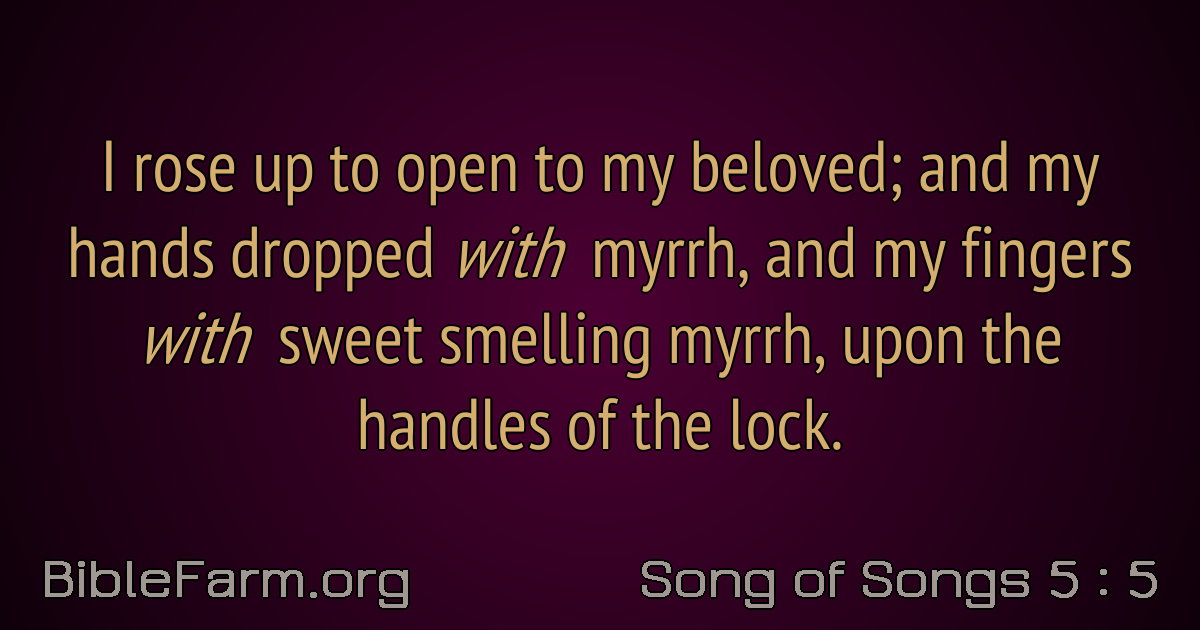 I rose up to open to my beloved; and my
hands dropped with myrrh, and my fingers
with sweet smelling myrrh, upon the
handles of the lock.
BibleFarm.org
Song of Songs 5 : 5